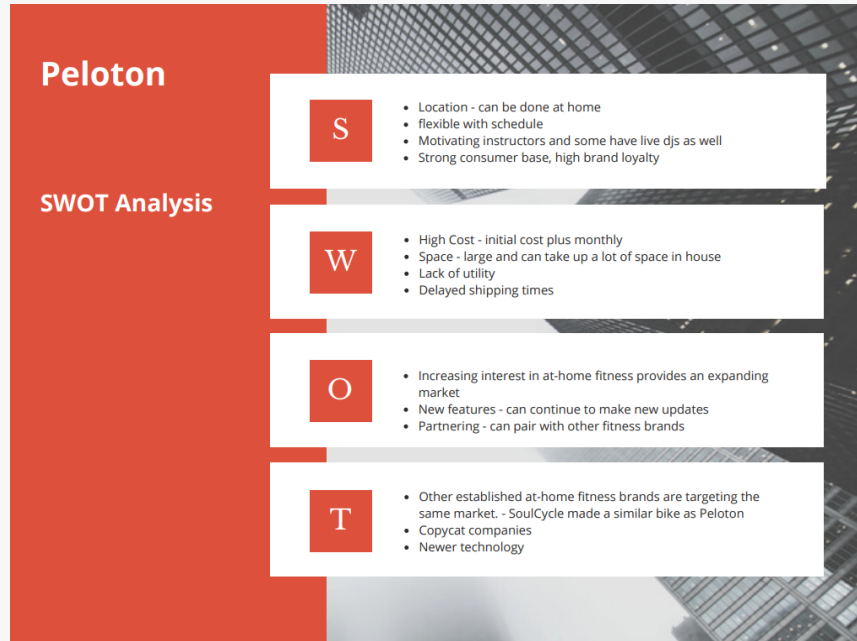 Peloton
SWOT Analysis
S
• Location - can be done at home
• flexible with schedule
• Motivating instructors and some have live djs as well
• Strong consumer base, high brand loyalty
W
• High Cost - initial cost plus monthly
• Space - large and can take up a lot of space in house
• Lack of utility
• Delayed shipping times
O
• Increasing interest in at-home fitness provides an expanding
market
• New features - can continue to make new updates
• Partnering - can pair with other fitness brands
T
• Other established at-home fitness brands are targeting the
same market. - SoulCycle made a similar bike as Peloton
• Copycat companies
• Newer technology